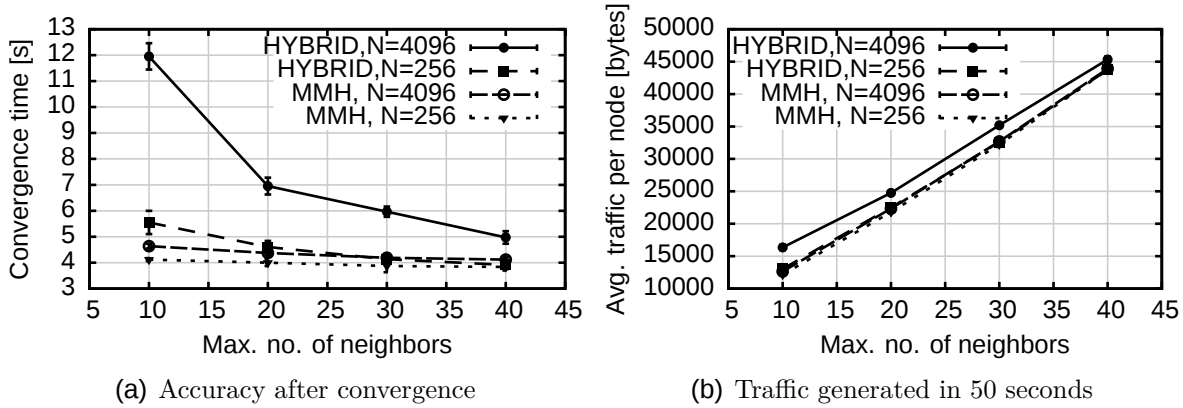 Convergence time [s]
13
12
11
10
9
8
7
6
5
4
3
HYBRID,N=4096
HYBRID,N=256
MMH, N=4096
MMH, N=256
5 10 15 20 25 30 35 40 45
Max. no. of neighbors
(a) Accuracy after convergence
Avg. traffic per node [bytes]
50000
45000
40000
35000
30000
25000
20000
15000
10000
HYBRID,N=4096
HYBRID,N=256
MMH, N=4096
MMH, N=256
5 10 15 20 25 30 35 40 45
Max. no. of neighbors
(b) Traffic generated in 50 seconds